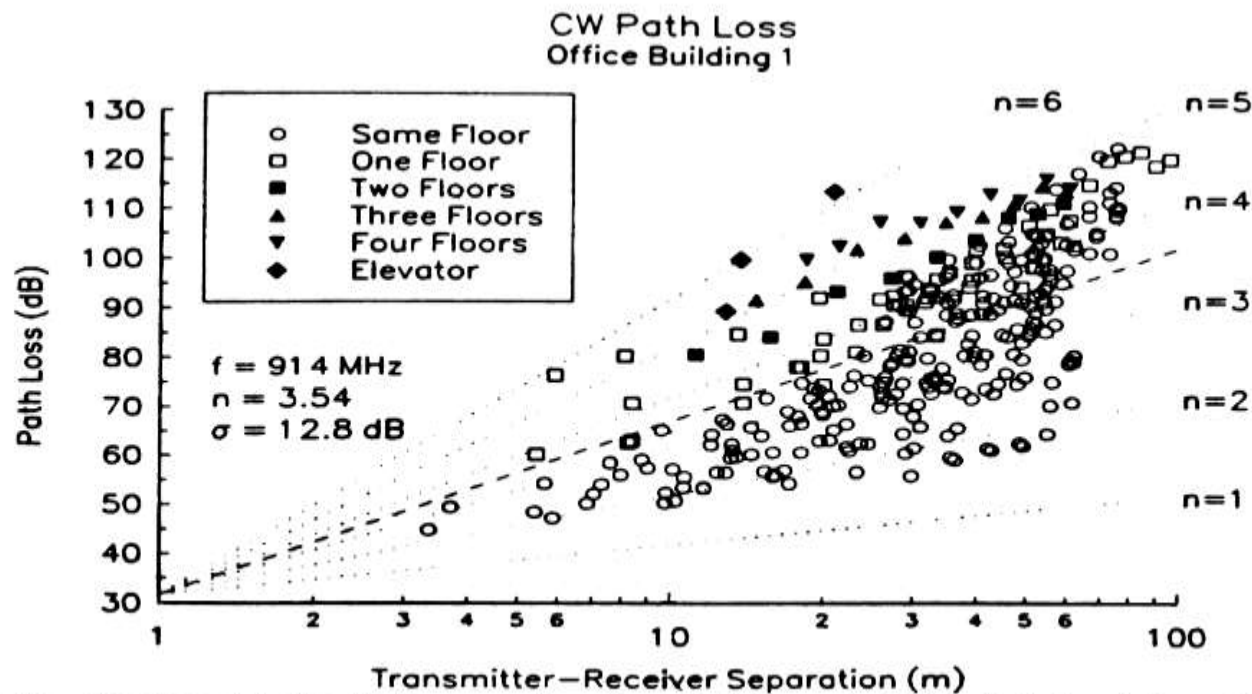 CW Path Loss
Office Building 1
n=6
n=5
130
120
110
100
90
80
70
60
50
40
30
Path Loss (dB)
Same Floor
One Floor
Two Floors
Three Floors
Four Floors
Elevator
n=4
n=3
n=2
n=1
f = 914 MHz
n = 3.54
σ = 12.8 dB
1 2 3 4 5 6 10 2 3 4 5 6 100
Transmitter-Receiver Separation (m)